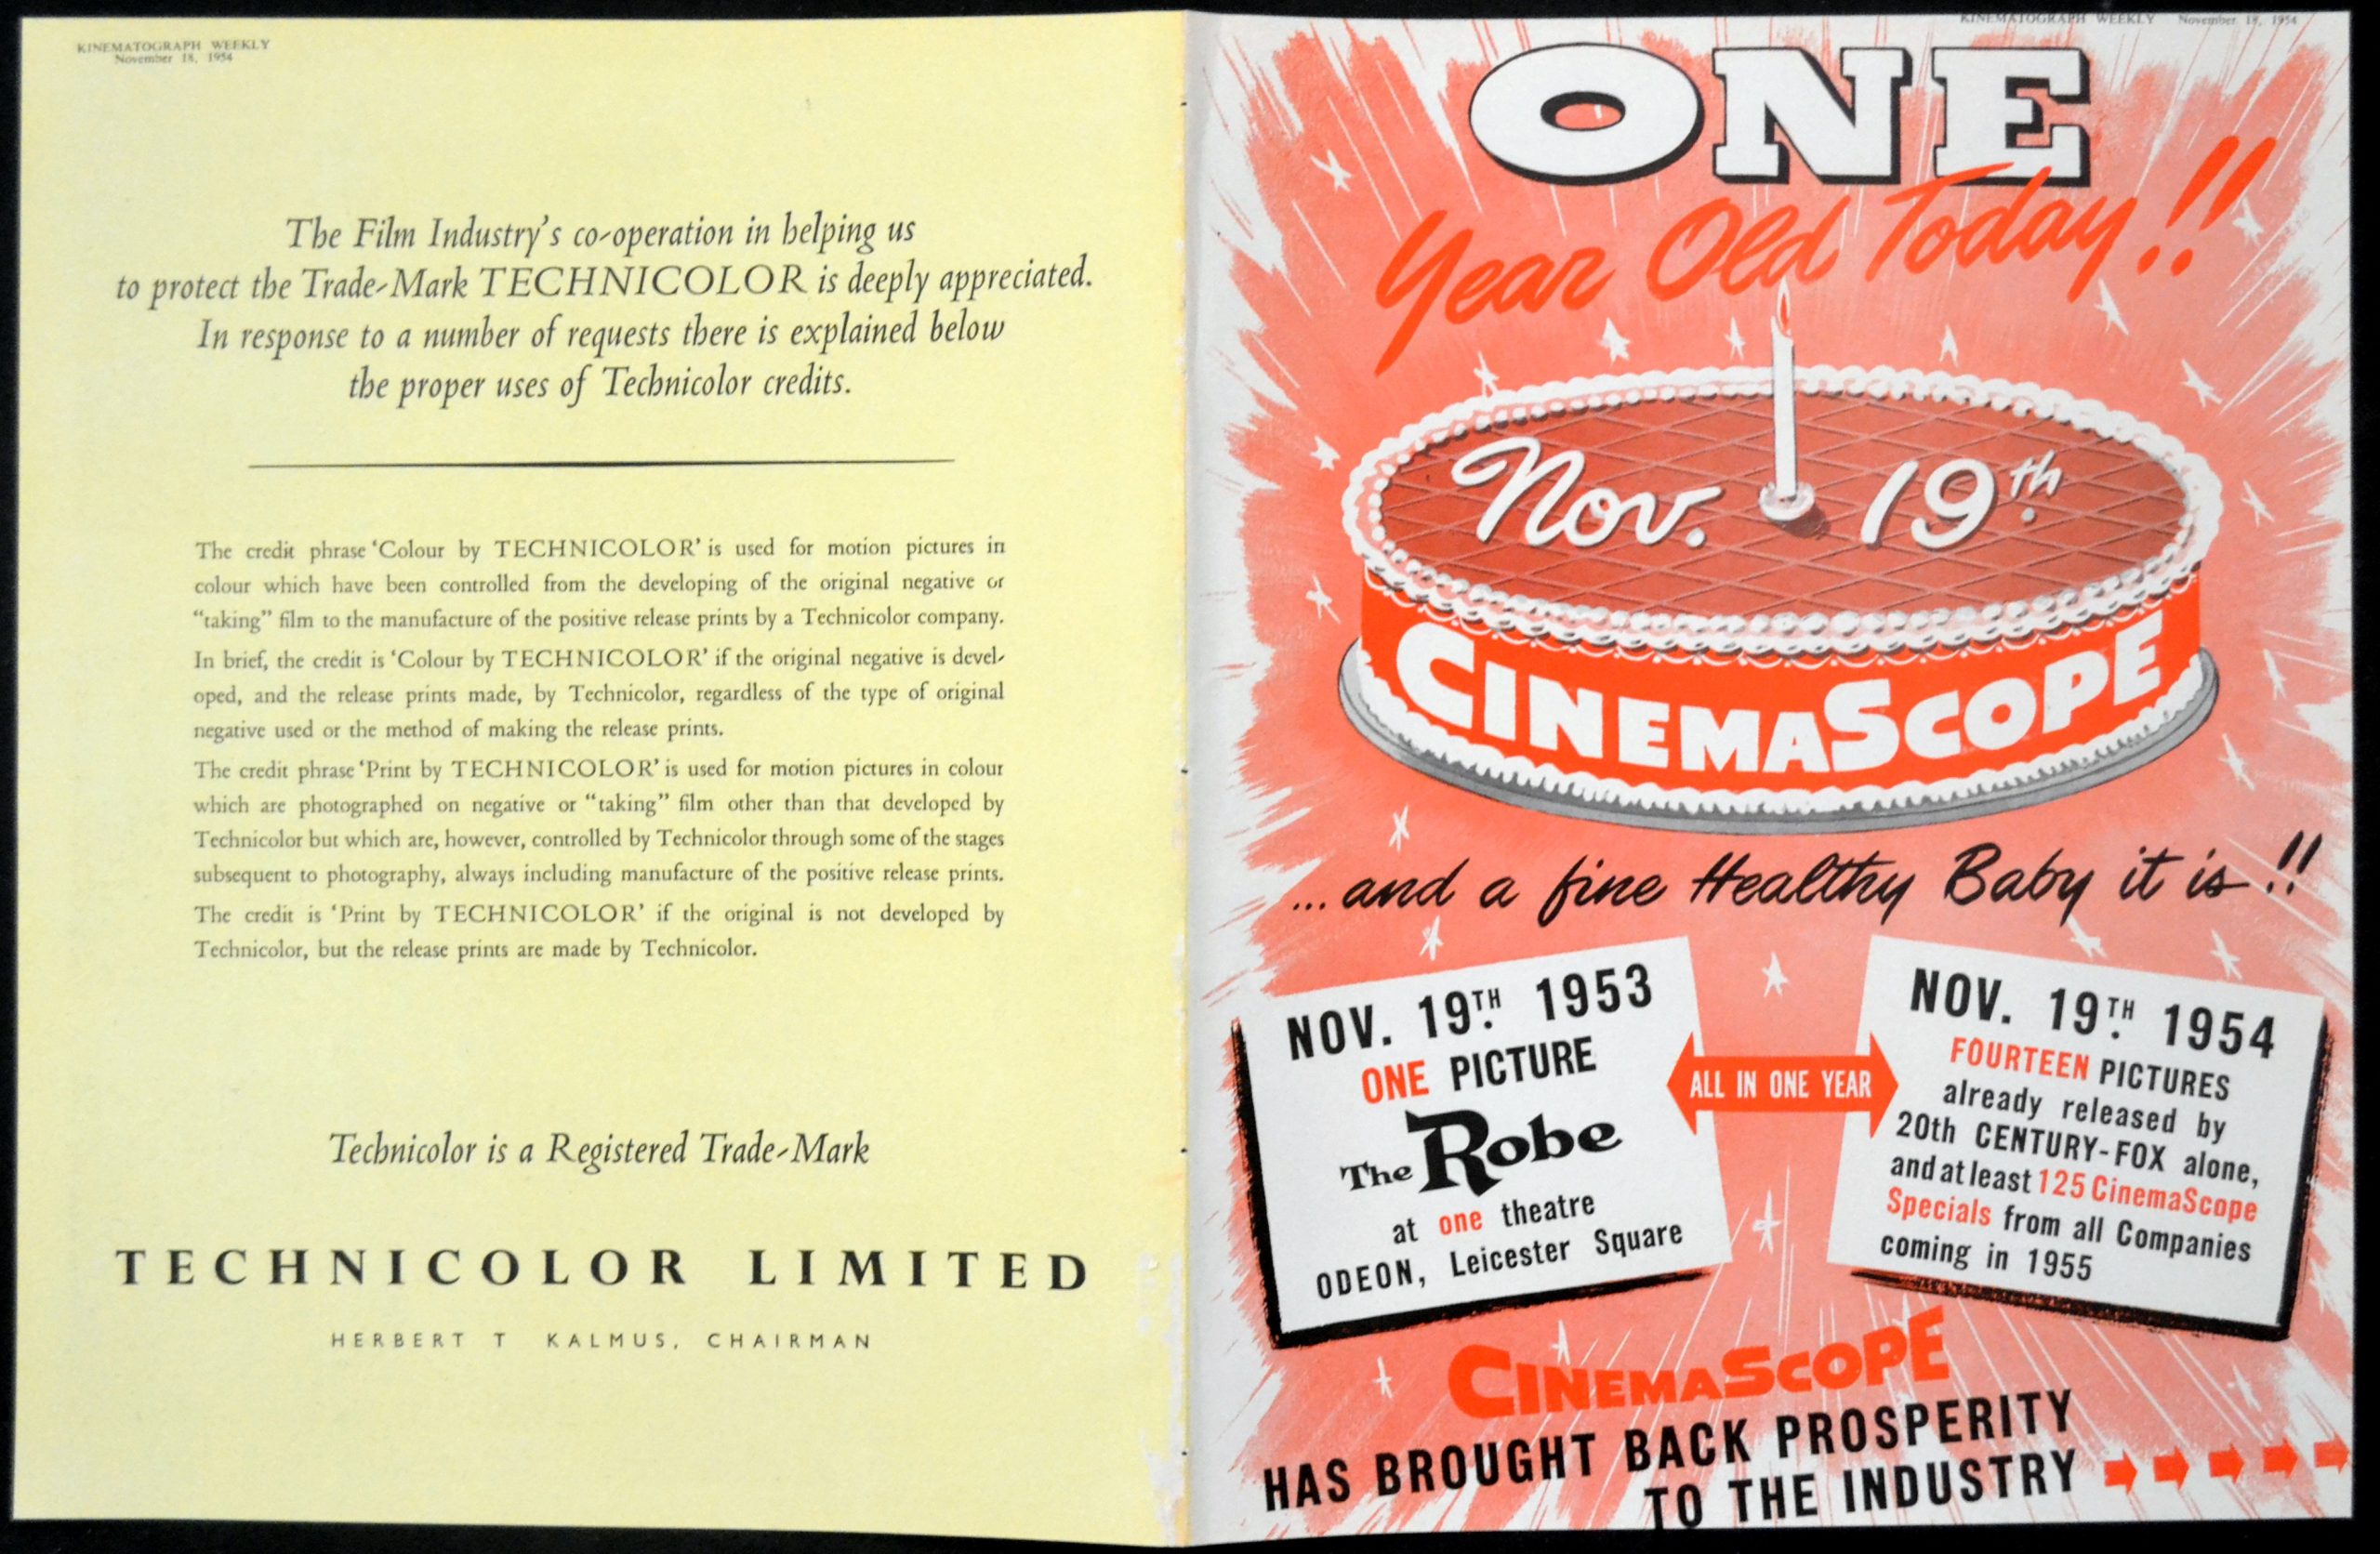 KINEMATOGRAPH WEEKLY
November 18, 1954
The Film Industry's co-operation in helping us
to protect the Trade-Mark TECHNICOLOR is deeply appreciated.
In response to a number of requests there is explained below
the proper uses of Technicolor credits.
The credit phrase 'Colour by TECHNICOLOR' is used for motion pictures in
colour which have been controlled from the developing of the original negative or
"taking" film to the manufacture of the positive release prints by a Technicolor company.
In brief, the credit is 'Colour by TECHNICOLOR' if the original negative is devel-
oped, and the release prints made, by Technicolor, regardless of the type of original
negative used or the method of making the release prints.
The credit phrase 'Print by TECHNICOLOR' is used for motion pictures in colour
which are photographed on negative or "taking" film other than that developed by
Technicolor but which are, however, controlled by Technicolor through some of the stages
subsequent to photography, always including manufacture of the positive release prints.
The credit is 'Print by TECHNICOLOR' if the original is not developed by
Technicolor, but the release prints are made by Technicolor.
Technicolor is a Registered Trade-Mark
TECHNICOLOR LIMITED
HERBERT T KALMUS, CHAIRMAN
KINEMATOGRAPH WEEKLY November 18, 1954
ONE
Year Old Today!!
Nov. 19th
CINEMASCOPE
...and a fine Healthy Baby it is!!
NOV. 19TH 1953
ONE PICTURE
The Robe
at one theatre
ODEON, Leicester Square
ALL IN ONE YEAR
NOV. 19TH 1954
FOURTEEN PICTURES
already released by
20th CENTURY-FOX alone,
and at least 125 CinemaScope
Specials from all Companies
coming in 1955
CINEMASCOPE
HAS BROUGHT BACK PROSPERITY
TO THE INDUSTRY